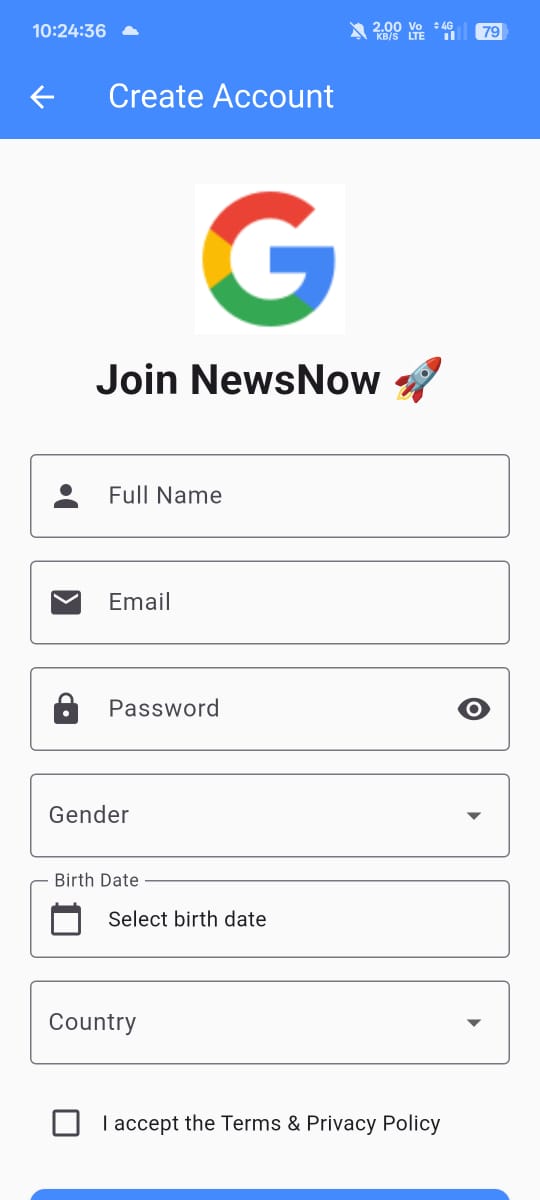 10:24:36 2.00 KB/S Vo LTE 4G 79
Create Account
Join NewsNow 🚀
Full Name
Email
Password
Gender
Birth Date
Select birth date
Country
I accept the Terms & Privacy Policy